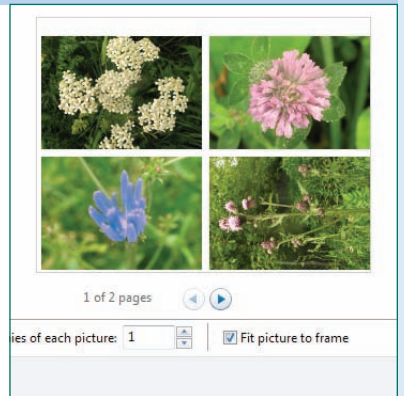 1 of 2 pages
ies of each picture: 1 Fit picture to frame